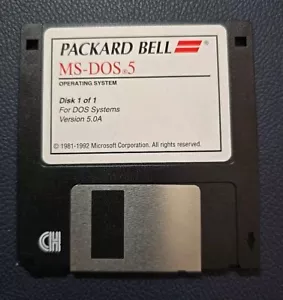 PACKARD BELL
MS-DOS®5
OPERATING SYSTEM
Disk 1 of 1
For DOS Systems
Version 5.0A
© 1981-1992 Microsoft Corporation. All rights reserved.